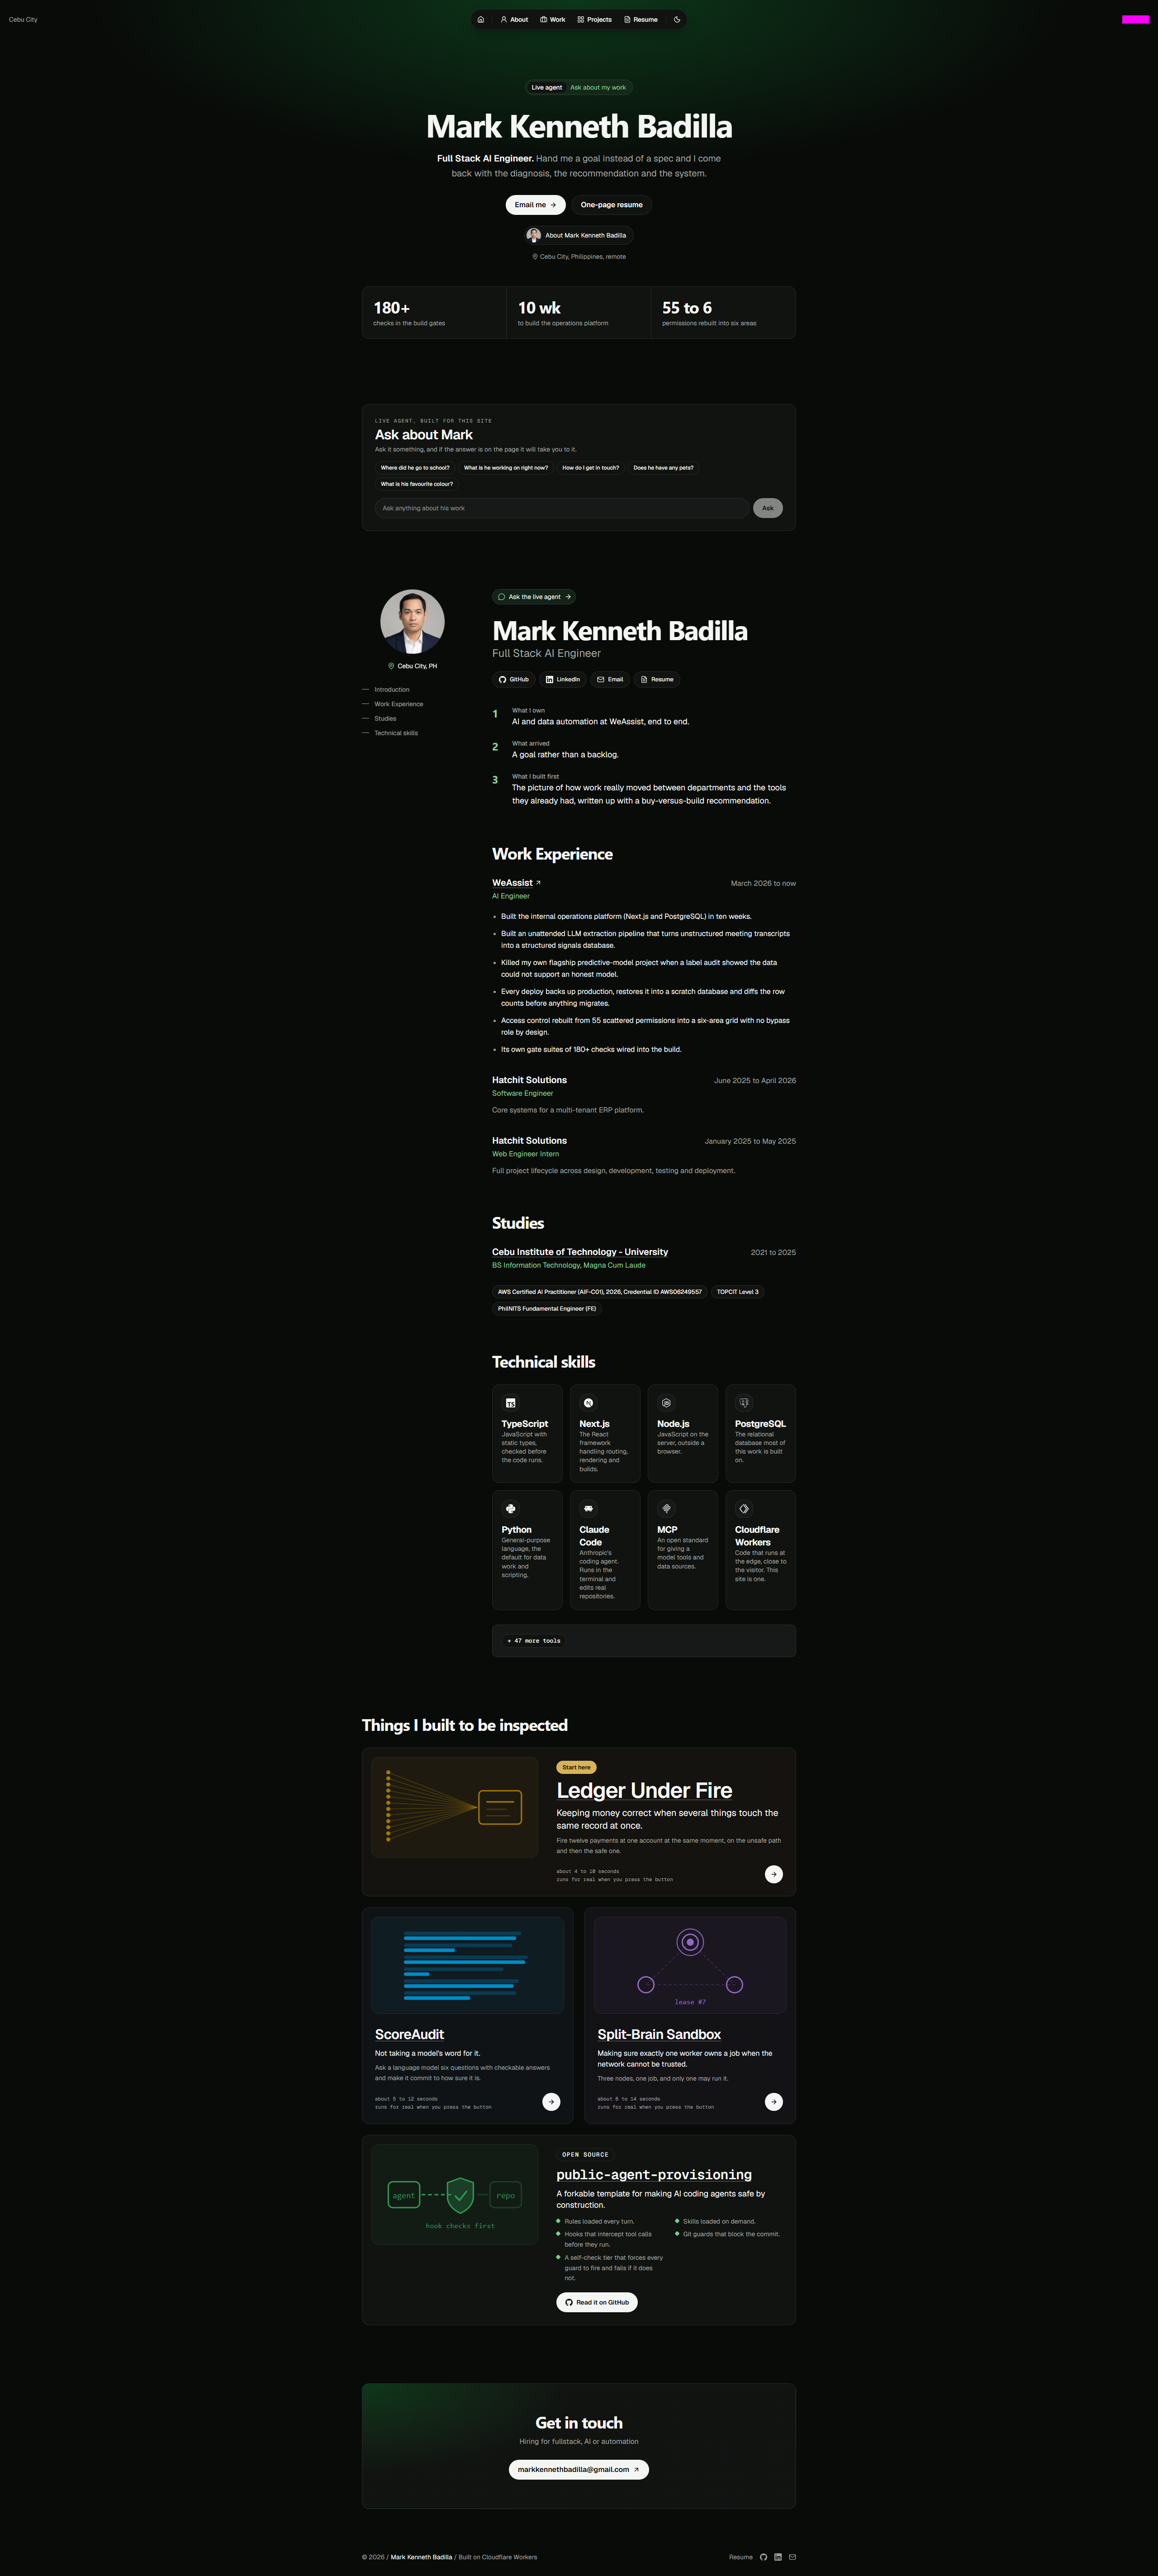 Cebu City
About
Work
Projects
Resume
Live agent Ask about my work
Mark Kenneth Badilla
Full Stack AI Engineer. Hand me a goal instead of a spec and I come
back with the diagnosis, the recommendation and the system.
Email me
One-page resume
About Mark Kenneth Badilla
Cebu City, Philippines, remote
180+
checks in the build gates
10 wk
to build the operations platform
55 to 6
permissions rebuilt into six areas
LIVE AGENT, BUILT FOR THIS SITE
Ask about Mark
Ask it something, and if the answer is on the page it will take you to it.
Where did he go to school?
What is he working on right now?
How do I get in touch?
Does he have any pets?
What is his favourite colour?
Ask anything about his work
Ask
Cebu City, PH
Introduction
Work Experience
Studies
Technical skills
Ask the live agent
Mark Kenneth Badilla
Full Stack AI Engineer
GitHub
LinkedIn
Email
Resume
1
What I own
AI and data automation at WeAssist, end to end.
2
What arrived
A goal rather than a backlog.
3
What I built first
The picture of how work really moved between departments and the tools
they already had, written up with a buy-versus-build recommendation.
Work Experience
WeAssist
March 2026 to now
AI Engineer
Built the internal operations platform (Next.js and PostgreSQL) in ten weeks.
Built an unattended LLM extraction pipeline that turns unstructured meeting transcripts
into a structured signals database.
Killed my own flagship predictive-model project when a label audit showed the data
could not support an honest model.
Every deploy backs up production, restores it into a scratch database and diffs the row
counts before anything migrates.
Access control rebuilt from 55 scattered permissions into a six-area grid with no bypass
role by design.
Its own gate suites of 180+ checks wired into the build.
Hatchit Solutions
June 2025 to April 2026
Software Engineer
Core systems for a multi-tenant ERP platform.
Hatchit Solutions
January 2025 to May 2025
Web Engineer Intern
Full project lifecycle across design, development, testing and deployment.
Studies
Cebu Institute of Technology - University
2021 to 2025
BS Information Technology, Magna Cum Laude
AWS Certified AI Practitioner (AIF-C01), 2026, Credential ID AWS06249557
TOPCIT Level 3
PhilNITS Fundamental Engineer (FE)
Technical skills
TypeScript
JavaScript with
static types,
checked before
the code runs.
Next.js
The React
framework
handling routing,
rendering and
builds.
Node.js
JavaScript on the
server, outside a
browser.
PostgreSQL
The relational
database most of
this work is built
on.
Python
General-purpose
language, the
default for data
work and
scripting.
Claude
Code
Anthropic's
coding agent.
Runs in the
terminal and
edits real
repositories.
MCP
An open standard
for giving a
model tools and
data sources.
Cloudflare
Workers
Code that runs at
the edge, close to
the visitor. This
site is one.
+ 47 more tools
Things I built to be inspected
Start here
Ledger Under Fire
Keeping money correct when several things touch the
same record at once.
Fire twelve payments at one account at the same moment, on the unsafe path
and then the safe one.
about 4 to 10 seconds
runs for real when you press the button
ScoreAudit
Not taking a model's word for it.
Ask a language model six questions with checkable answers
and make it commit to how sure it is.
about 5 to 12 seconds
runs for real when you press the button
lease #7
Split-Brain Sandbox
Making sure exactly one worker owns a job when the
network cannot be trusted.
Three nodes, one job, and only one may run it.
about 6 to 14 seconds
runs for real when you press the button
agent
repo
hook checks first
OPEN SOURCE
public-agent-provisioning
A forkable template for making AI coding agents safe by
construction.
Rules loaded every turn.
Skills loaded on demand.
Hooks that intercept tool calls
before they run.
Git guards that block the commit.
A self-check tier that forces every
guard to fire and fails if it does
not.
Read it on GitHub
Get in touch
Hiring for fullstack, AI or automation
markkennethbadilla@gmail.com
© 2026 / Mark Kenneth Badilla / Built on Cloudflare Workers
Resume